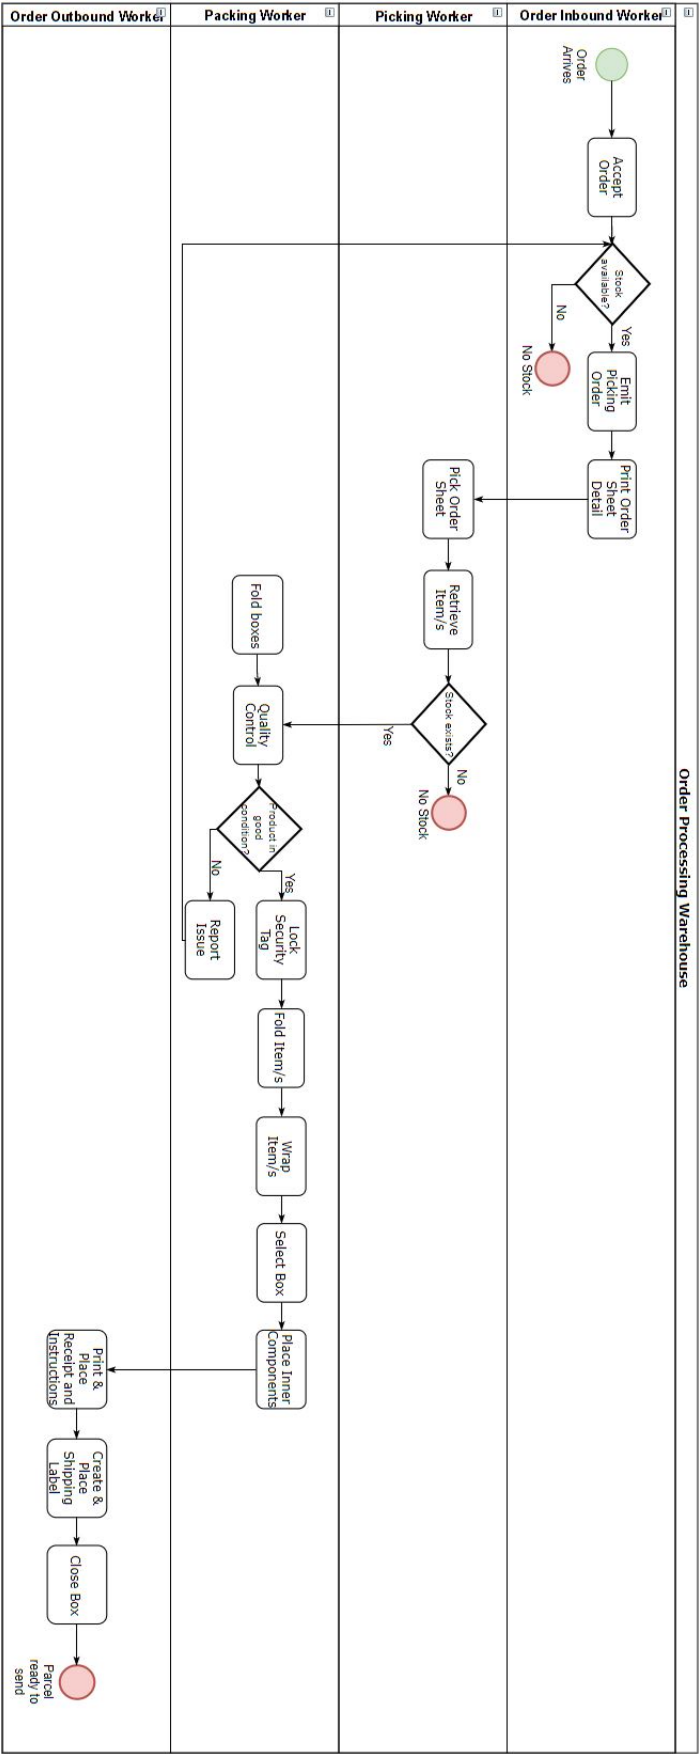 Order Processing Warehouse
Order Inbound Worker
Order
Arrives
Accept
Order
Stock
available?
No
No Stock
Yes
Emit
Picking
Order
Print Order
Sheet
Detail
Picking Worker
Pick Order
Sheet
Retrieve
Item/s
Stock exists?
Yes
No
No Stock
Packing Worker
Fold boxes
Quality
Control
Product in
good
condition?
No
Report
Issue
Yes
Lock
Security
Tag
Fold Item/s
Wrap
Item/s
Select Box
Place Inner
Components
Order Outbound Worker
Print &
Place
Receipt and
Instructions
Create &
Place
Shipping
Label
Close Box
Parcel
ready to
send